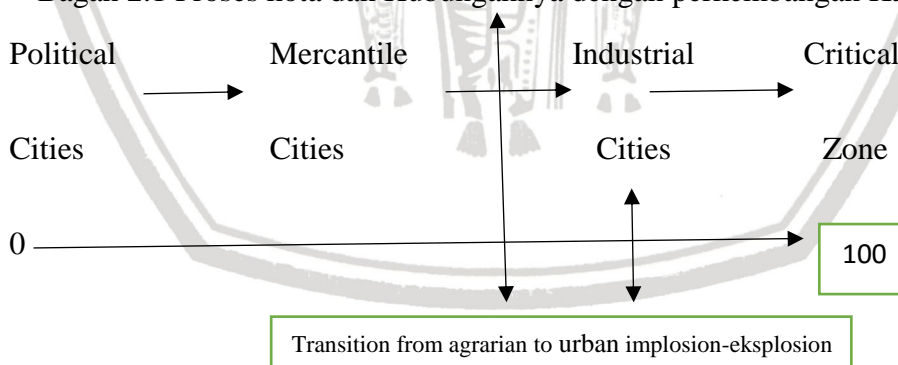 Political Mercantile Industrial Critical
Cities Cities Cities Zone
0
100
Transition from agrarian to urban implosion-eksplosion